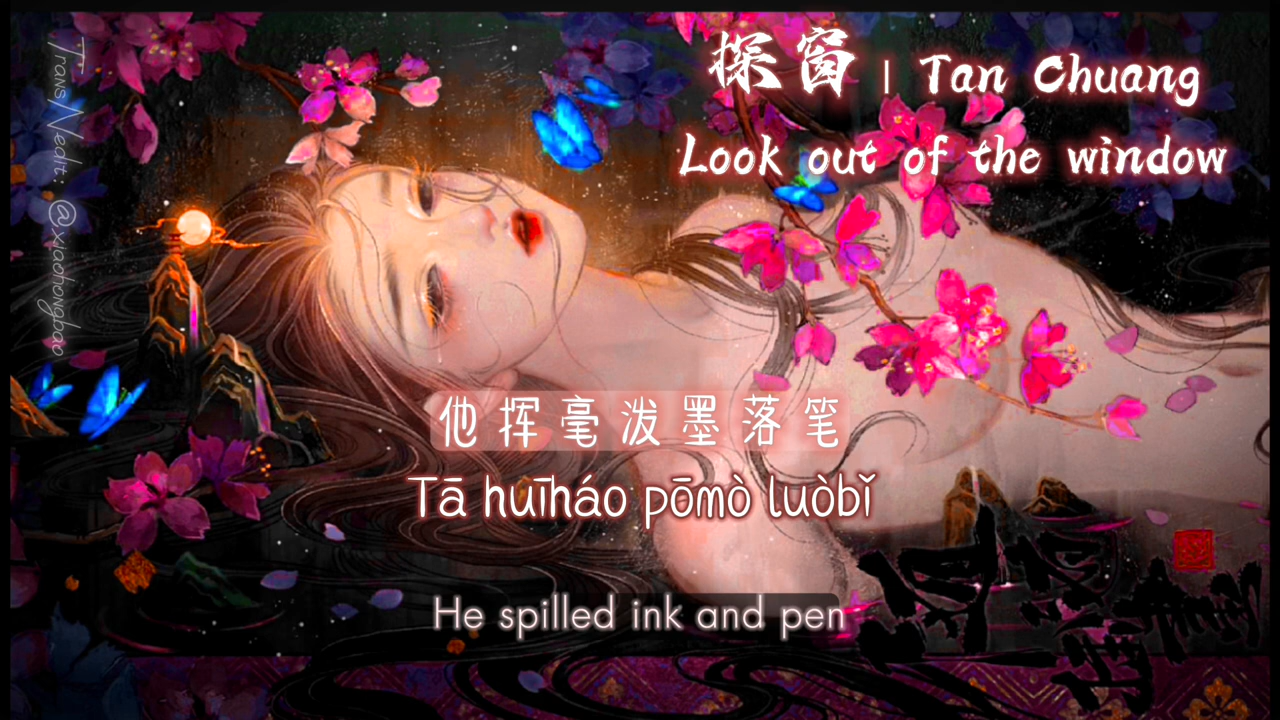 探窗 | Tan Chuang
Look out of the window
Trans/edit: @xiaohongbao
他挥毫泼墨落笔
Tā huīháo pōmò luòbǐ
He spilled ink and pen